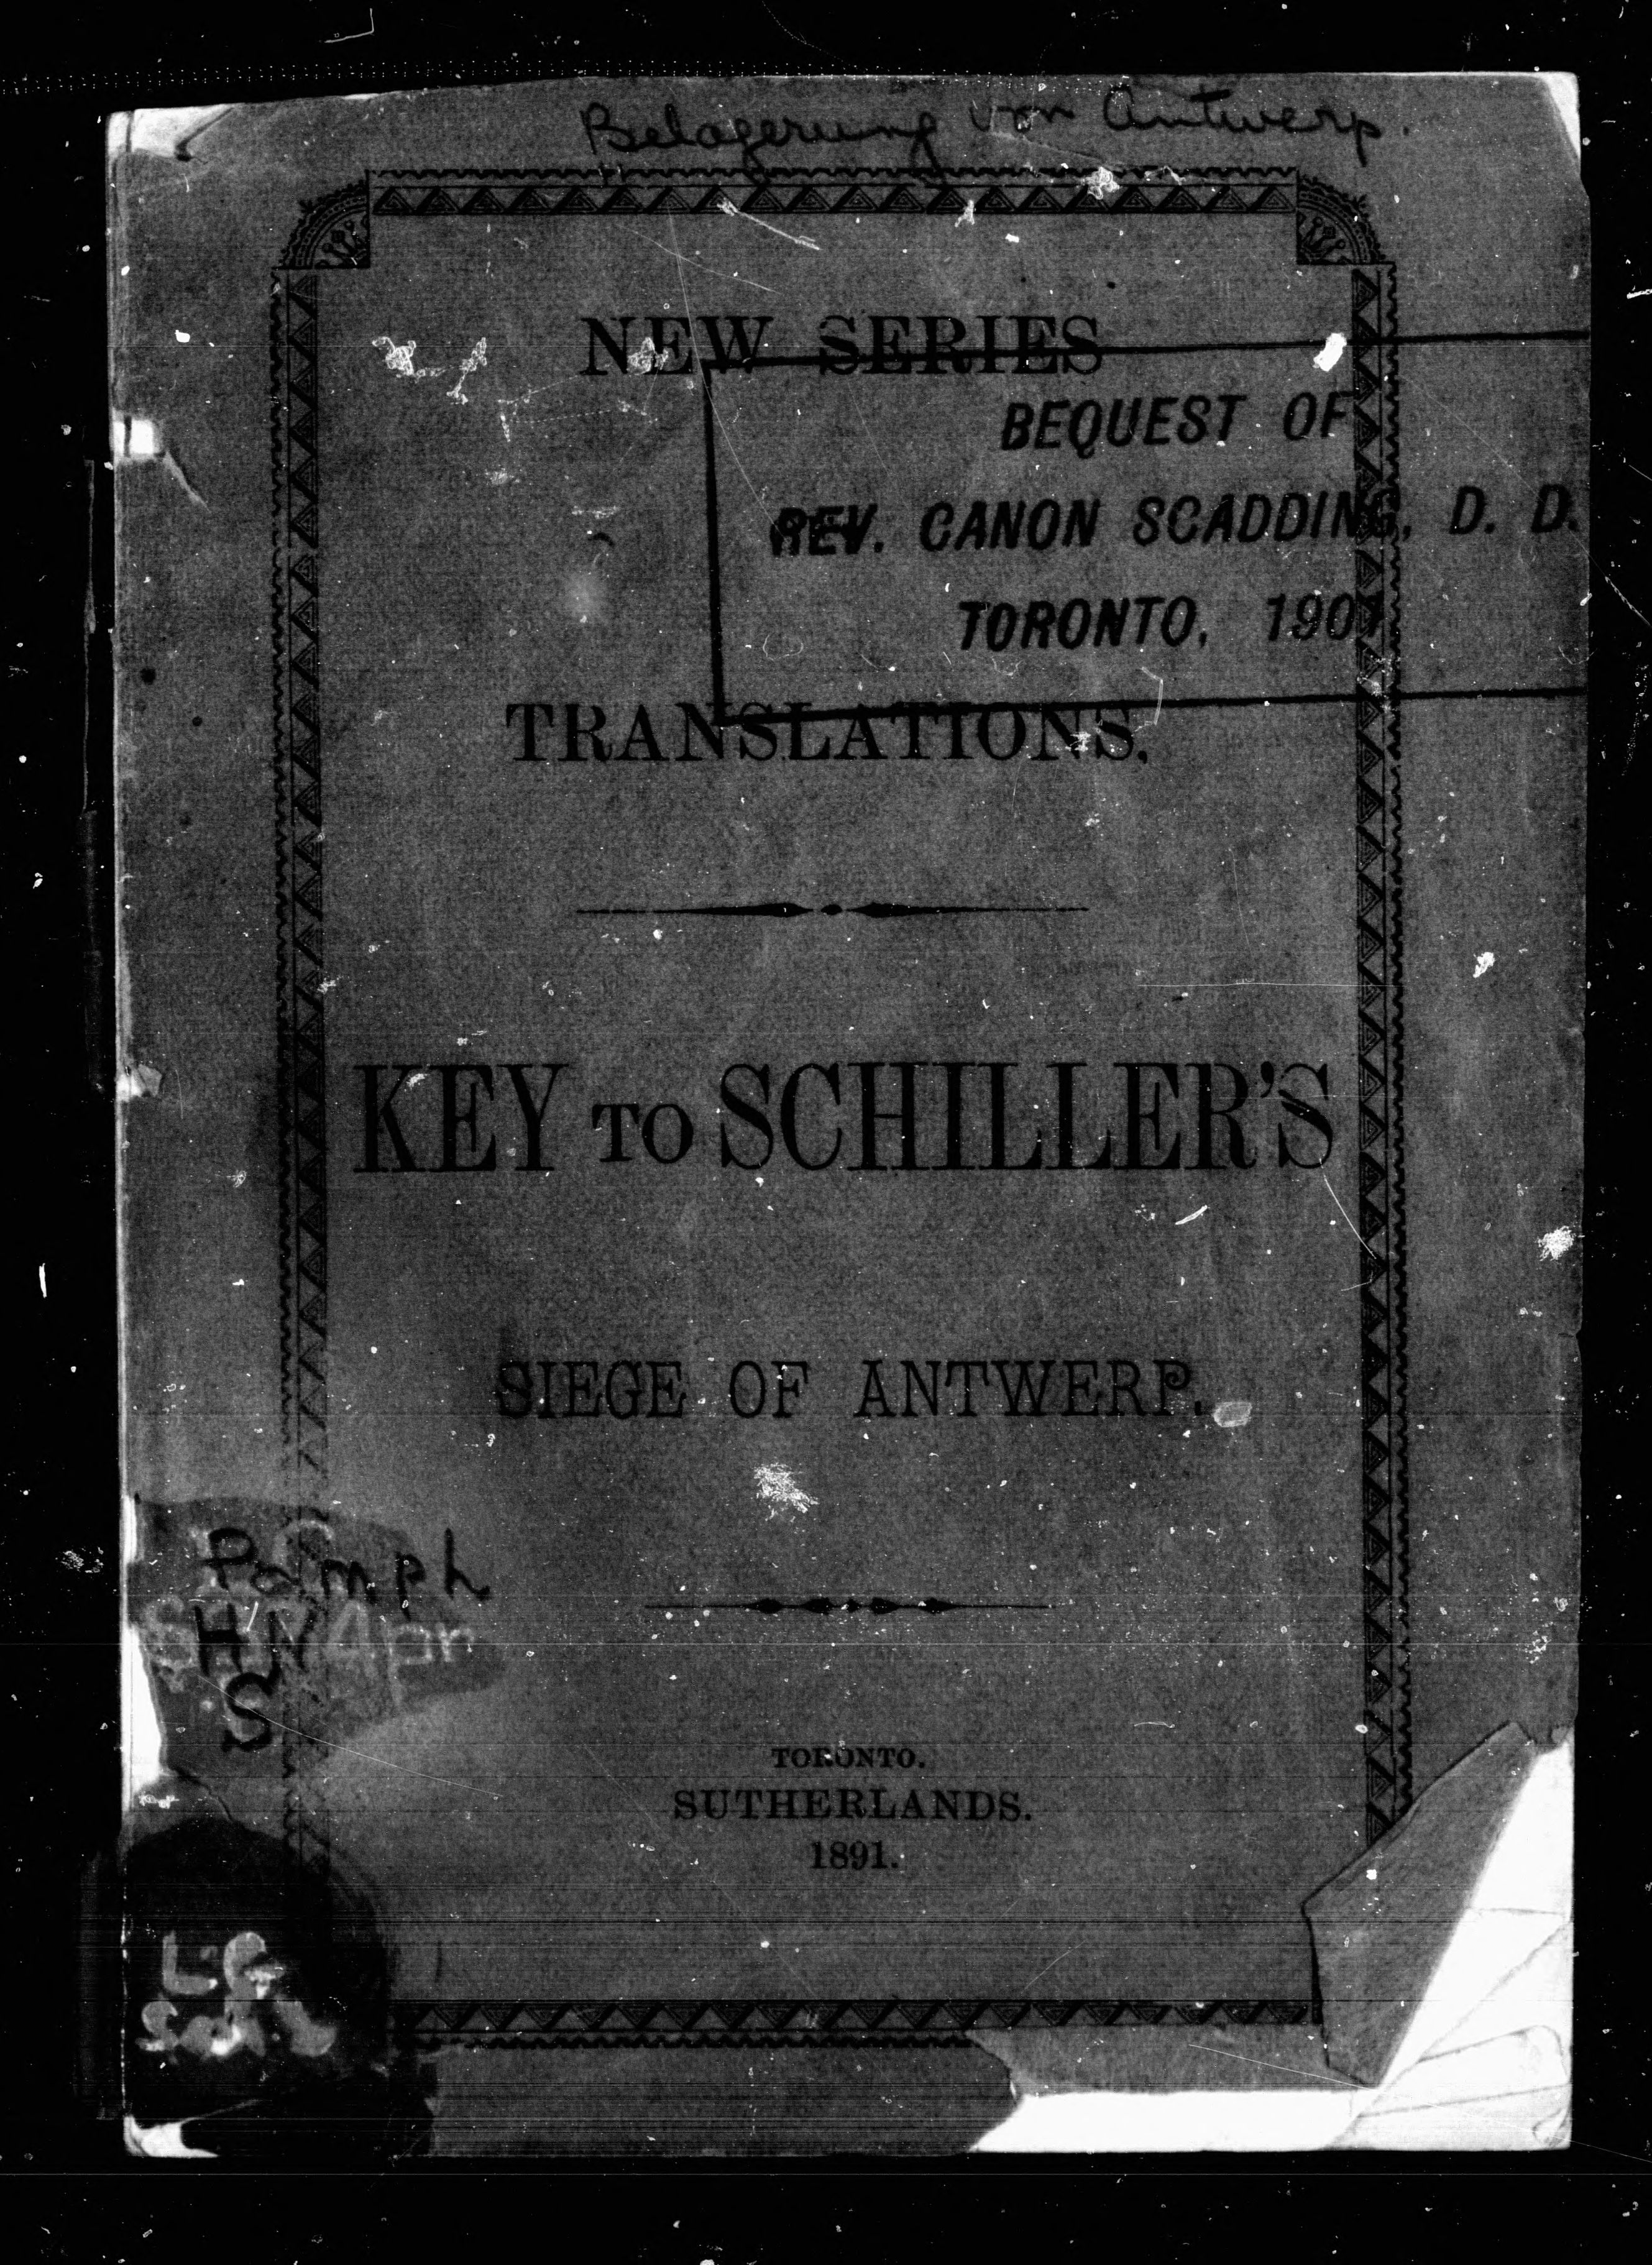 Belagerung von Antwerp.
NEW SERIES
BEQUEST OF
REV. CANON SCADDING, D. D.
TORONTO, 1901
TRANSLATIONS.
KEY TO SCHILLER'S
SIEGE OF ANTWERP.
Pamph
H
S
TORONTO.
SUTHERLANDS.
1891.
LG